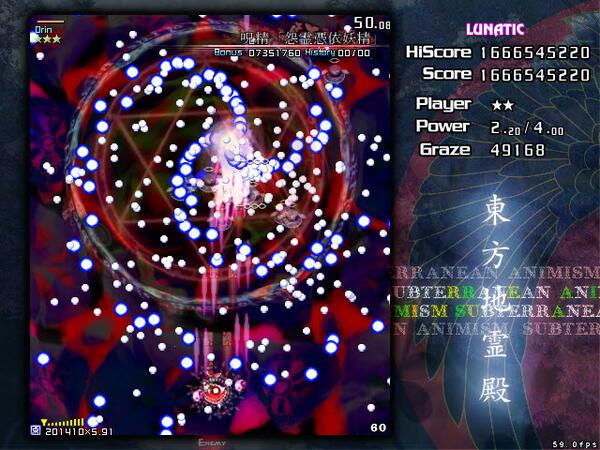 Orin
50.08
呪精「怨霊憑依妖精」
Bonus 07351760 History 00/00
LUNATIC
HiScore 1666545220
Score 1666545220
Player ★★
Power 2.20/4.00
Graze 49168
東方地霊殿
RRANEAN ANIMISM
SUBTERRANEAN ANI
MISM SUBTERRANEA
N ANIMISM SUBTER
201410×5.91
60
Enemy
59.0fps